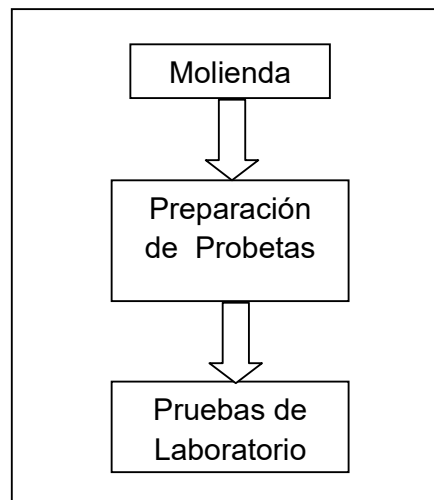 Molienda
Preparación
de Probetas
Pruebas de
Laboratorio